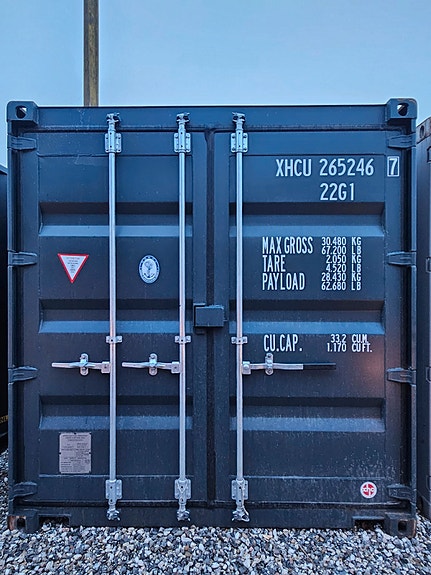 XHCU 265246 7
22G1
MAX.GROSS 30.480 KG
67.200 LB
TARE 2.050 KG
4.520 LB
PAYLOAD 28.430 KG
62.680 LB
CU.CAP. 33.2 CU.M.
1.170 CU.FT.